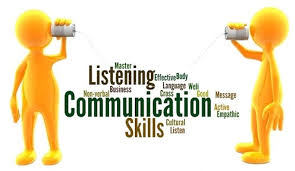 Master
Listening Effective Body
Non-verbal Business Language Well
Cross Good Message
Communication
Skills Cultural Active
Listen Empathic